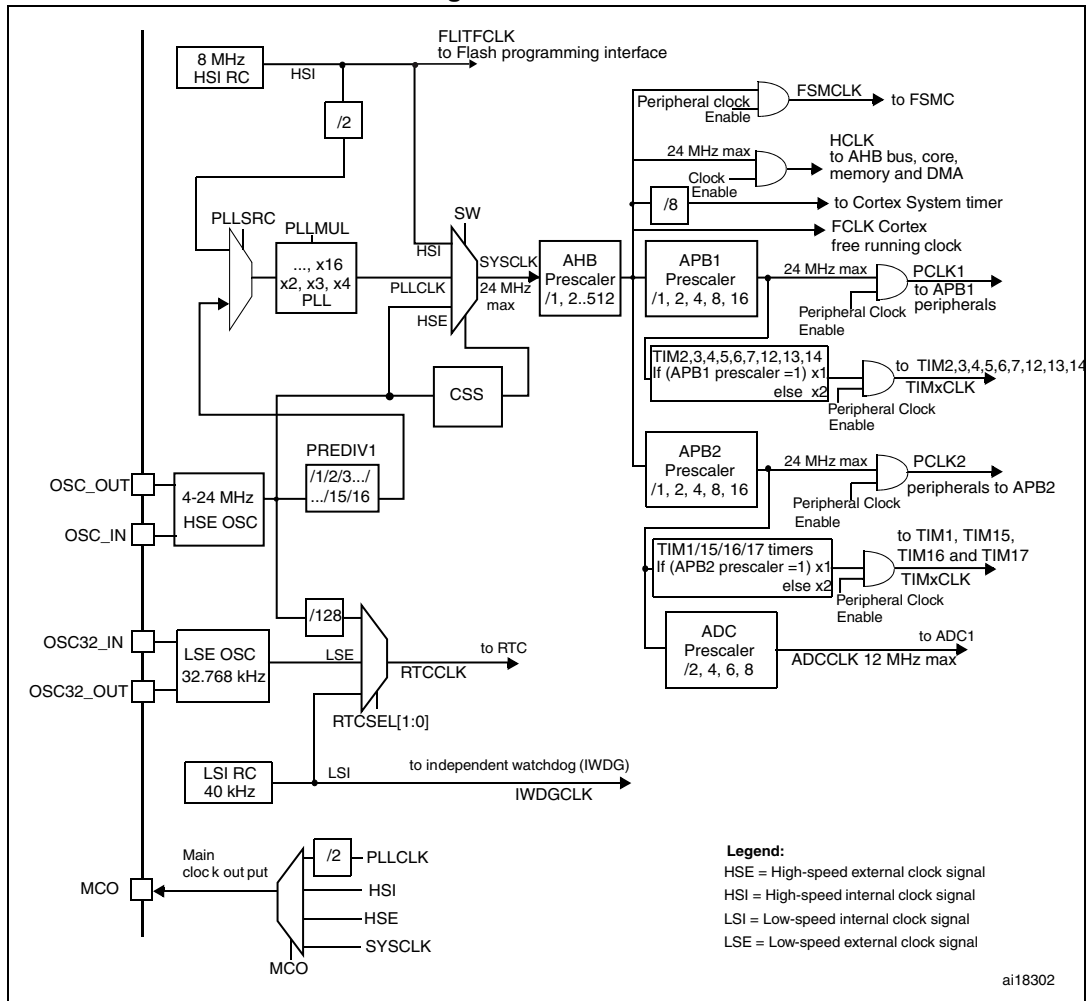 FLITFCLK
to Flash programming interface
8 MHz
HSI RC
HSI
/2
FSMCLK
to FSMC
Peripheral clock
Enable
HCLK
to AHB bus, core,
memory and DMA
24 MHz max
Clock
Enable
/8
to Cortex System timer
FCLK Cortex
free running clock
PLLSRC
PLLMUL
..., x16
x2, x3, x4
PLL
PLLCLK
SW
HSI
HSE
SYSCLK
24 MHz
max
AHB
Prescaler
/1, 2..512
APB1
Prescaler
/1, 2, 4, 8, 16
24 MHz max
PCLK1
to APB1
peripherals
Peripheral Clock
Enable
TIM2,3,4,5,6,7,12,13,14
If (APB1 prescaler =1) x1
else x2
to TIM2,3,4,5,6,7,12,13,14
TIMxCLK
Peripheral Clock
Enable
CSS
PREDIV1
/1/2/3...
.../15/16
OSC_OUT
OSC_IN
4-24 MHz
HSE OSC
APB2
Prescaler
/1, 2, 4, 8, 16
24 MHz max
PCLK2
peripherals to APB2
Peripheral Clock
Enable
TIM1/15/16/17 timers
If (APB2 prescaler =1) x1
else x2
to TIM1, TIM15,
TIM16 and TIM17
TIMxCLK
Peripheral Clock
Enable
ADC
Prescaler
/2, 4, 6, 8
to ADC1
ADCCLK 12 MHz max
OSC32_IN
OSC32_OUT
LSE OSC
32.768 kHz
/128
LSE
to RTC
RTCCLK
RTCSEL[1:0]
LSI RC
40 kHz
LSI
to independent watchdog (IWDG)
IWDGCLK
MCO
Main
clock output
/2
PLLCLK
HSI
HSE
SYSCLK
MCO
Legend:
HSE = High-speed external clock signal
HSI = High-speed internal clock signal
LSI = Low-speed internal clock signal
LSE = Low-speed external clock signal
ai18302